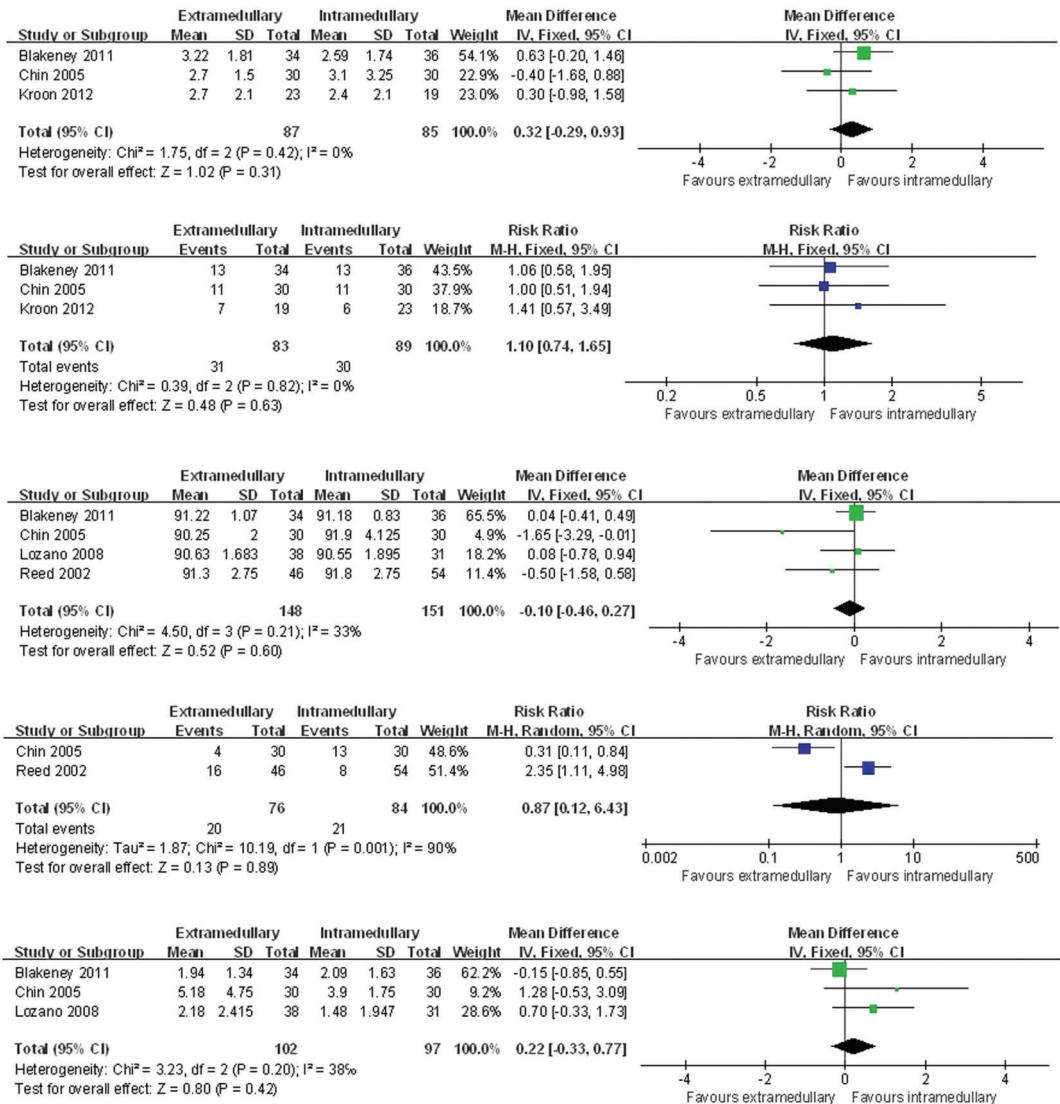 Extramedullary Intramedullary Mean Difference Mean Difference
Study or Subgroup Mean SD Total Mean SD Total Weight IV, Fixed, 95% CI IV, Fixed, 95% CI
Blakeney 2011 3.22 1.81 34 2.59 1.74 36 54.1% 0.63 [-0.20, 1.46]
Chin 2005 2.7 1.5 30 3.1 3.25 30 22.9% -0.40 [-1.68, 0.88]
Kroon 2012 2.7 2.1 23 2.4 2.1 19 23.0% 0.30 [-0.98, 1.58]
Total (95% CI) 87 85 100.0% 0.32 [-0.29, 0.93]
Heterogeneity: Chi² = 1.75, df = 2 (P = 0.42); I² = 0%
Test for overall effect: Z = 1.02 (P = 0.31)
-4 -2 0 2 4
Favours extramedullary Favours intramedullary
Extramedullary Intramedullary Risk Ratio Risk Ratio
Study or Subgroup Events Total Events Total Weight M-H, Fixed, 95% CI M-H, Fixed, 95% CI
Blakeney 2011 13 34 13 36 43.5% 1.06 [0.58, 1.95]
Chin 2005 11 30 11 30 37.9% 1.00 [0.51, 1.94]
Kroon 2012 7 19 6 23 18.7% 1.41 [0.57, 3.49]
Total (95% CI) 83 89 100.0% 1.10 [0.74, 1.65]
Total events 31 30
Heterogeneity: Chi² = 0.39, df = 2 (P = 0.82); I² = 0%
Test for overall effect: Z = 0.48 (P = 0.63)
0.2 0.5 1 2 5
Favours extramedullary Favours intramedullary
Extramedullary Intramedullary Mean Difference Mean Difference
Study or Subgroup Mean SD Total Mean SD Total Weight IV, Fixed, 95% CI IV, Fixed, 95% CI
Blakeney 2011 91.22 1.07 34 91.18 0.83 36 65.5% 0.04 [-0.41, 0.49]
Chin 2005 90.25 2 30 91.9 4.125 30 4.9% -1.65 [-3.29, -0.01]
Lozano 2008 90.63 1.683 38 90.55 1.895 31 18.2% 0.08 [-0.78, 0.94]
Reed 2002 91.3 2.75 46 91.8 2.75 54 11.4% -0.50 [-1.58, 0.58]
Total (95% CI) 148 151 100.0% -0.10 [-0.46, 0.27]
Heterogeneity: Chi² = 4.50, df = 3 (P = 0.21); I² = 33%
Test for overall effect: Z = 0.52 (P = 0.60)
-4 -2 0 2 4
Favours extramedullary Favours intramedullary
Extramedullary Intramedullary Risk Ratio Risk Ratio
Study or Subgroup Events Total Events Total Weight M-H, Random, 95% CI M-H, Random, 95% CI
Chin 2005 4 30 13 30 48.6% 0.31 [0.11, 0.84]
Reed 2002 16 46 8 54 51.4% 2.35 [1.11, 4.98]
Total (95% CI) 76 84 100.0% 0.87 [0.12, 6.43]
Total events 20 21
Heterogeneity: Tau² = 1.87; Chi² = 10.19, df = 1 (P = 0.001); I² = 90%
Test for overall effect: Z = 0.13 (P = 0.89)
0.002 0.1 1 10 500
Favours extramedullary Favours intramedullary
Extramedullary Intramedullary Mean Difference Mean Difference
Study or Subgroup Mean SD Total Mean SD Total Weight IV, Fixed, 95% CI IV, Fixed, 95% CI
Blakeney 2011 1.94 1.34 34 2.09 1.63 36 62.2% -0.15 [-0.85, 0.55]
Chin 2005 5.18 4.75 30 3.9 1.75 30 9.2% 1.28 [-0.53, 3.09]
Lozano 2008 2.18 2.415 38 1.48 1.947 31 28.6% 0.70 [-0.33, 1.73]
Total (95% CI) 102 97 100.0% 0.22 [-0.33, 0.77]
Heterogeneity: Chi² = 3.23, df = 2 (P = 0.20); I² = 38%
Test for overall effect: Z = 0.80 (P = 0.42)
-4 -2 0 2 4
Favours extramedullary Favours intramedullary